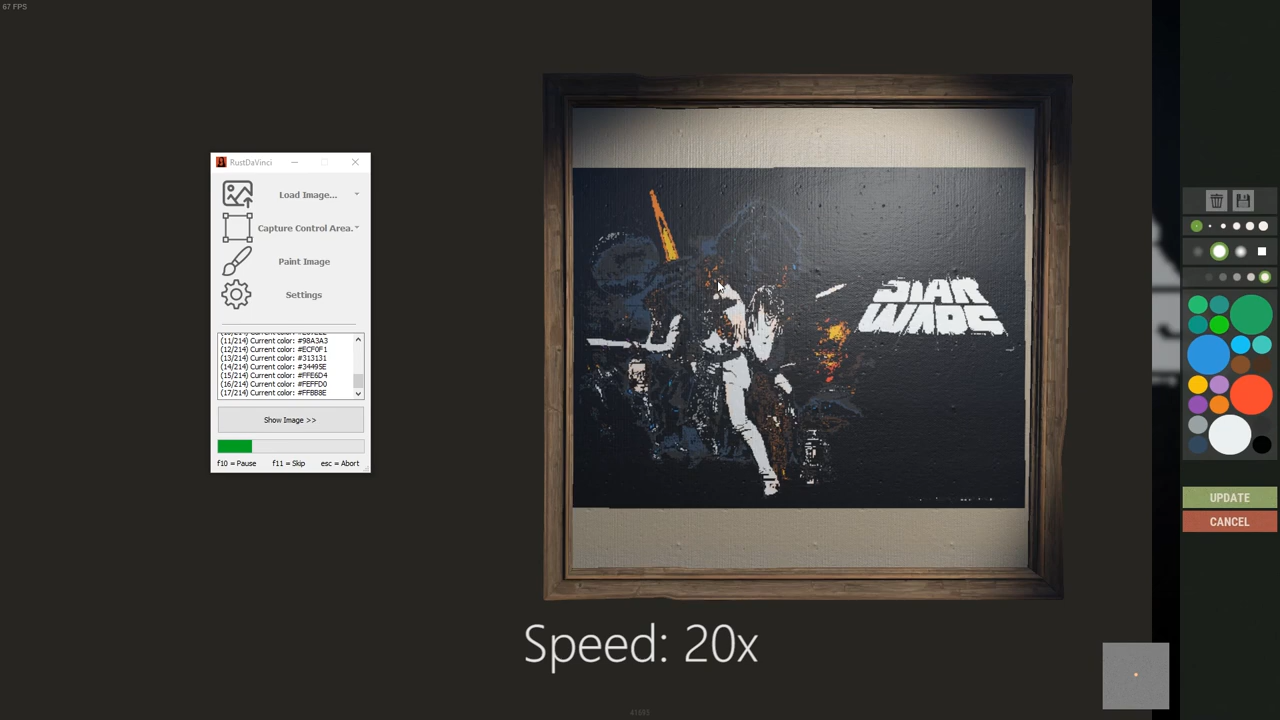 67 FPS
RustDaVinci
Load Image...
Capture Control Area.
Paint Image
Settings
(11/214) Current color: #98A3A3
(12/214) Current color: #ECF0F1
(13/214) Current color: #313131
(14/214) Current color: #34495E
(15/214) Current color: #FFE6D4
(16/214) Current color: #FEFFD0
(17/214) Current color: #FFBB8E
Show Image >>
f10 = Pause f11 = Skip esc = Abort
STAR
WARS
UPDATE
CANCEL
Speed: 20x